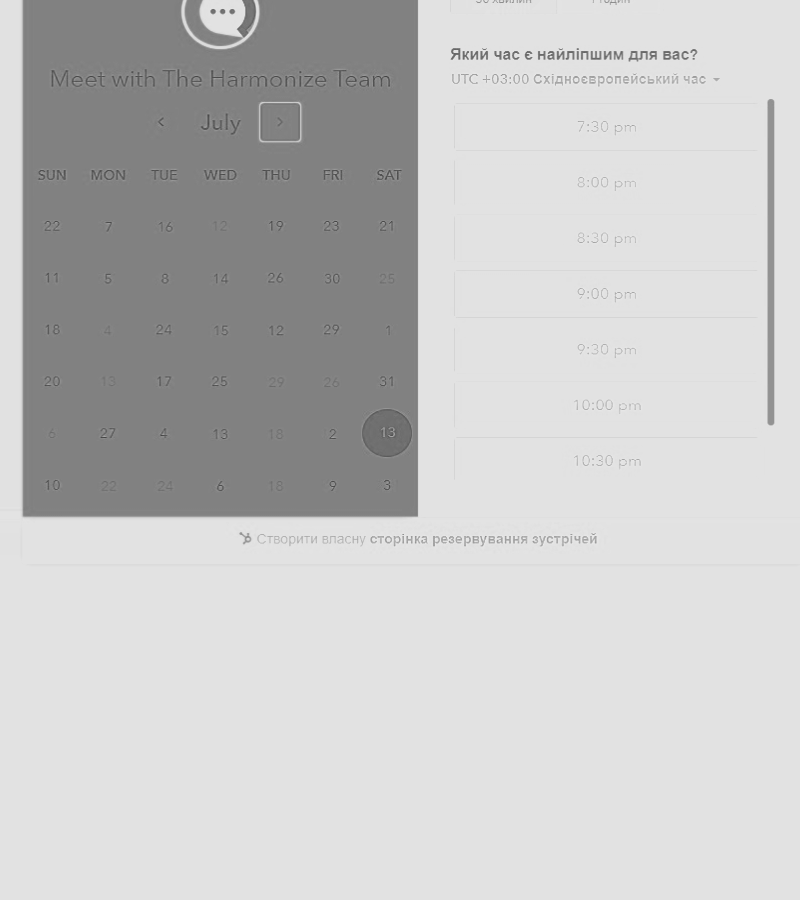 30 хвилин
1 година
Meet with The Harmonize Team
July
SUN MON TUE WED THU FRI SAT
22 7 16 12 19 23 21
11 5 8 14 26 30 25
18 4 24 15 12 29 1
20 13 17 25 29 26 31
6 27 4 13 18 2 13
10 22 24 6 18 9 3
Який час є найліпшим для вас?
UTC +03:00 Східноєвропейський час
7:30 pm
8:00 pm
8:30 pm
9:00 pm
9:30 pm
10:00 pm
10:30 pm
Створити власну сторінка резервування зустрічей